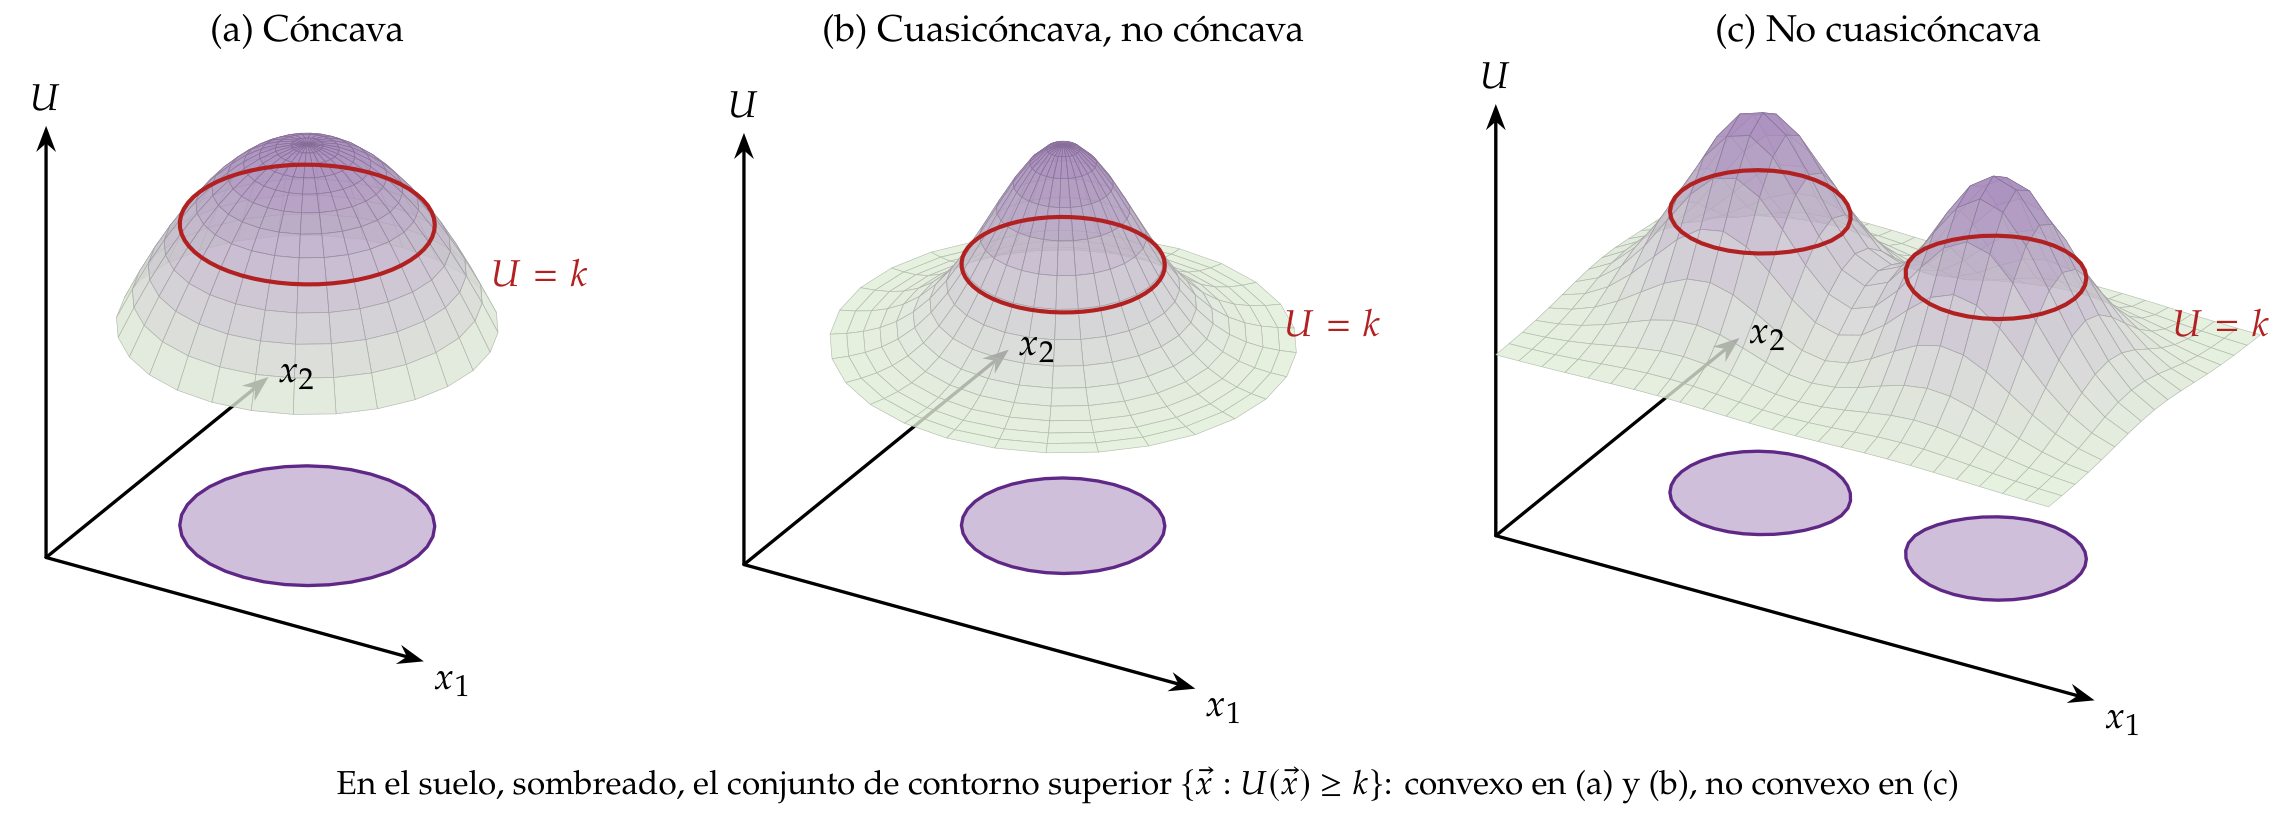 (a) Cóncava
(b) Cuasicóncava, no cóncava
(c) No cuasicóncava
U
U = k
x₂
x₁
U
U = k
x₂
x₁
U
U = k
x₂
x₁
En el suelo, sombreado, el conjunto de contorno superior {x⃗ : U(x⃗) ≥ k}: convexo en (a) y (b), no convexo en (c)